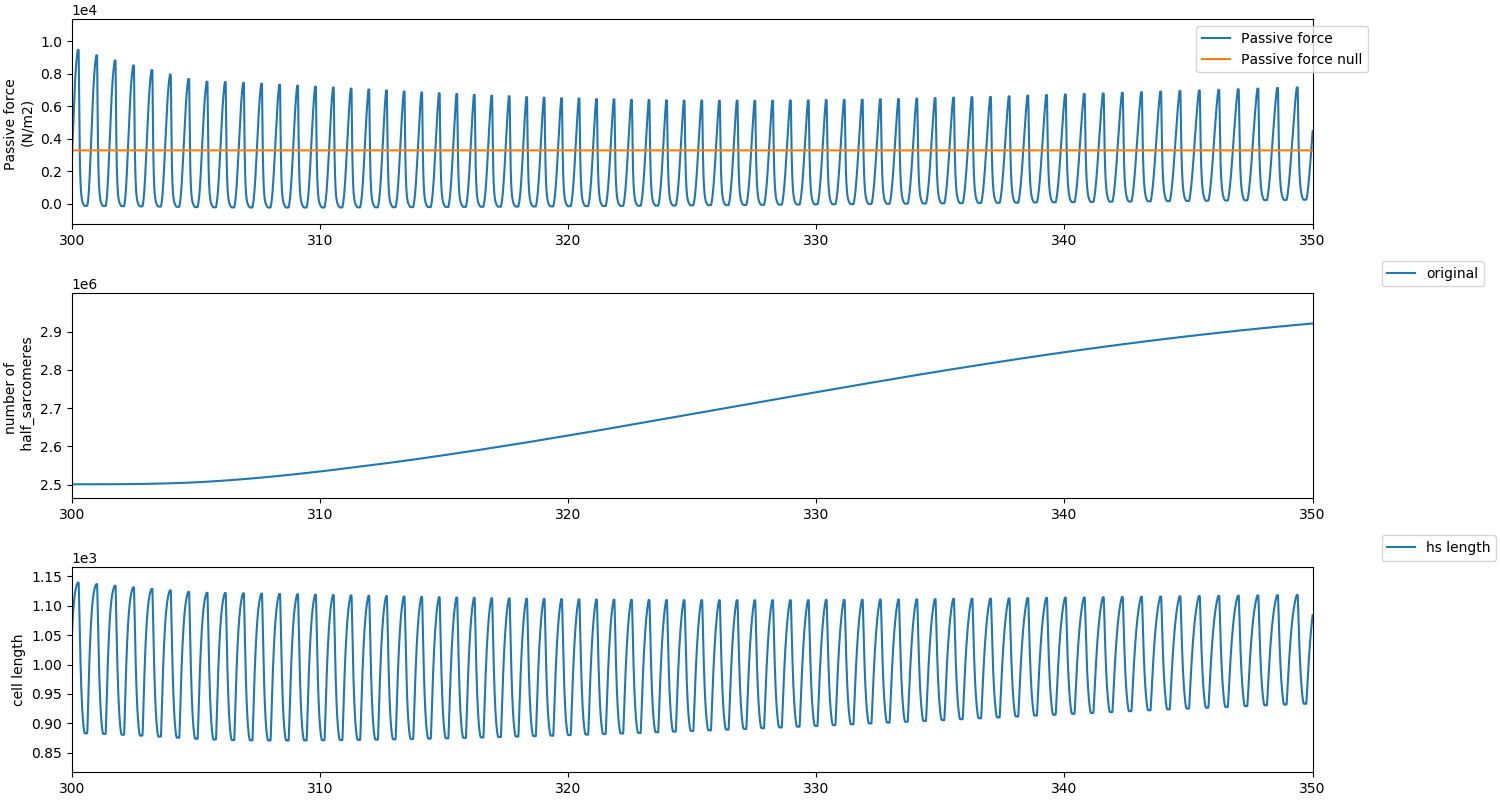 1e4
Passive force
(N/m2)
1.0
0.8
0.6
0.4
0.2
0.0
300 310 320 330 340 350
Passive force
Passive force null
1e6
original
number of
half_sarcomeres
2.9
2.8
2.7
2.6
2.5
300 310 320 330 340 350
1e3
hs length
cell length
1.15
1.10
1.05
1.00
0.95
0.90
0.85
300 310 320 330 340 350